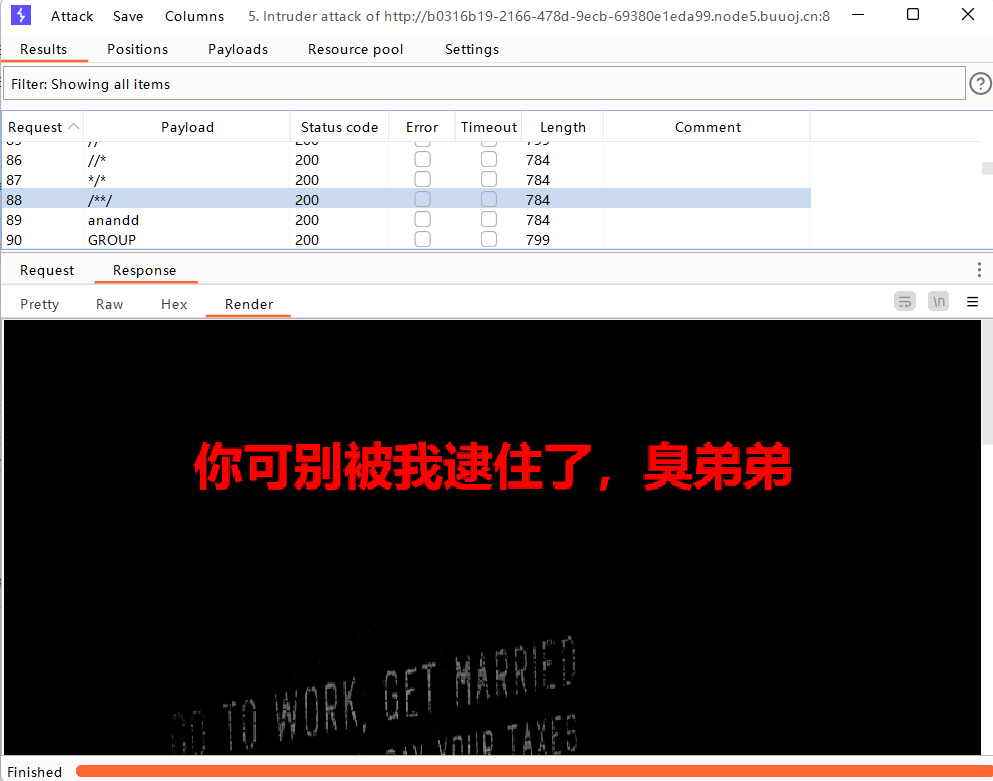 Attack Save Columns 5. Intruder attack of http://b0316b19-2166-478d-9ecb-69380e1eda99.node5.buuoj.cn:8
Results Positions Payloads Resource pool Settings
Filter: Showing all items
Request Payload Status code Error Timeout Length Comment
85 // 200 799
86 //* 200 784
87 */* 200 784
88 /**/ 200 784
89 anandd 200 784
90 GROUP 200 799
Request Response
Pretty Raw Hex Render \n
你可别被我逮住了，臭弟弟
GO TO WORK, GET MARRIED
PAY YOUR TAXES
Finished